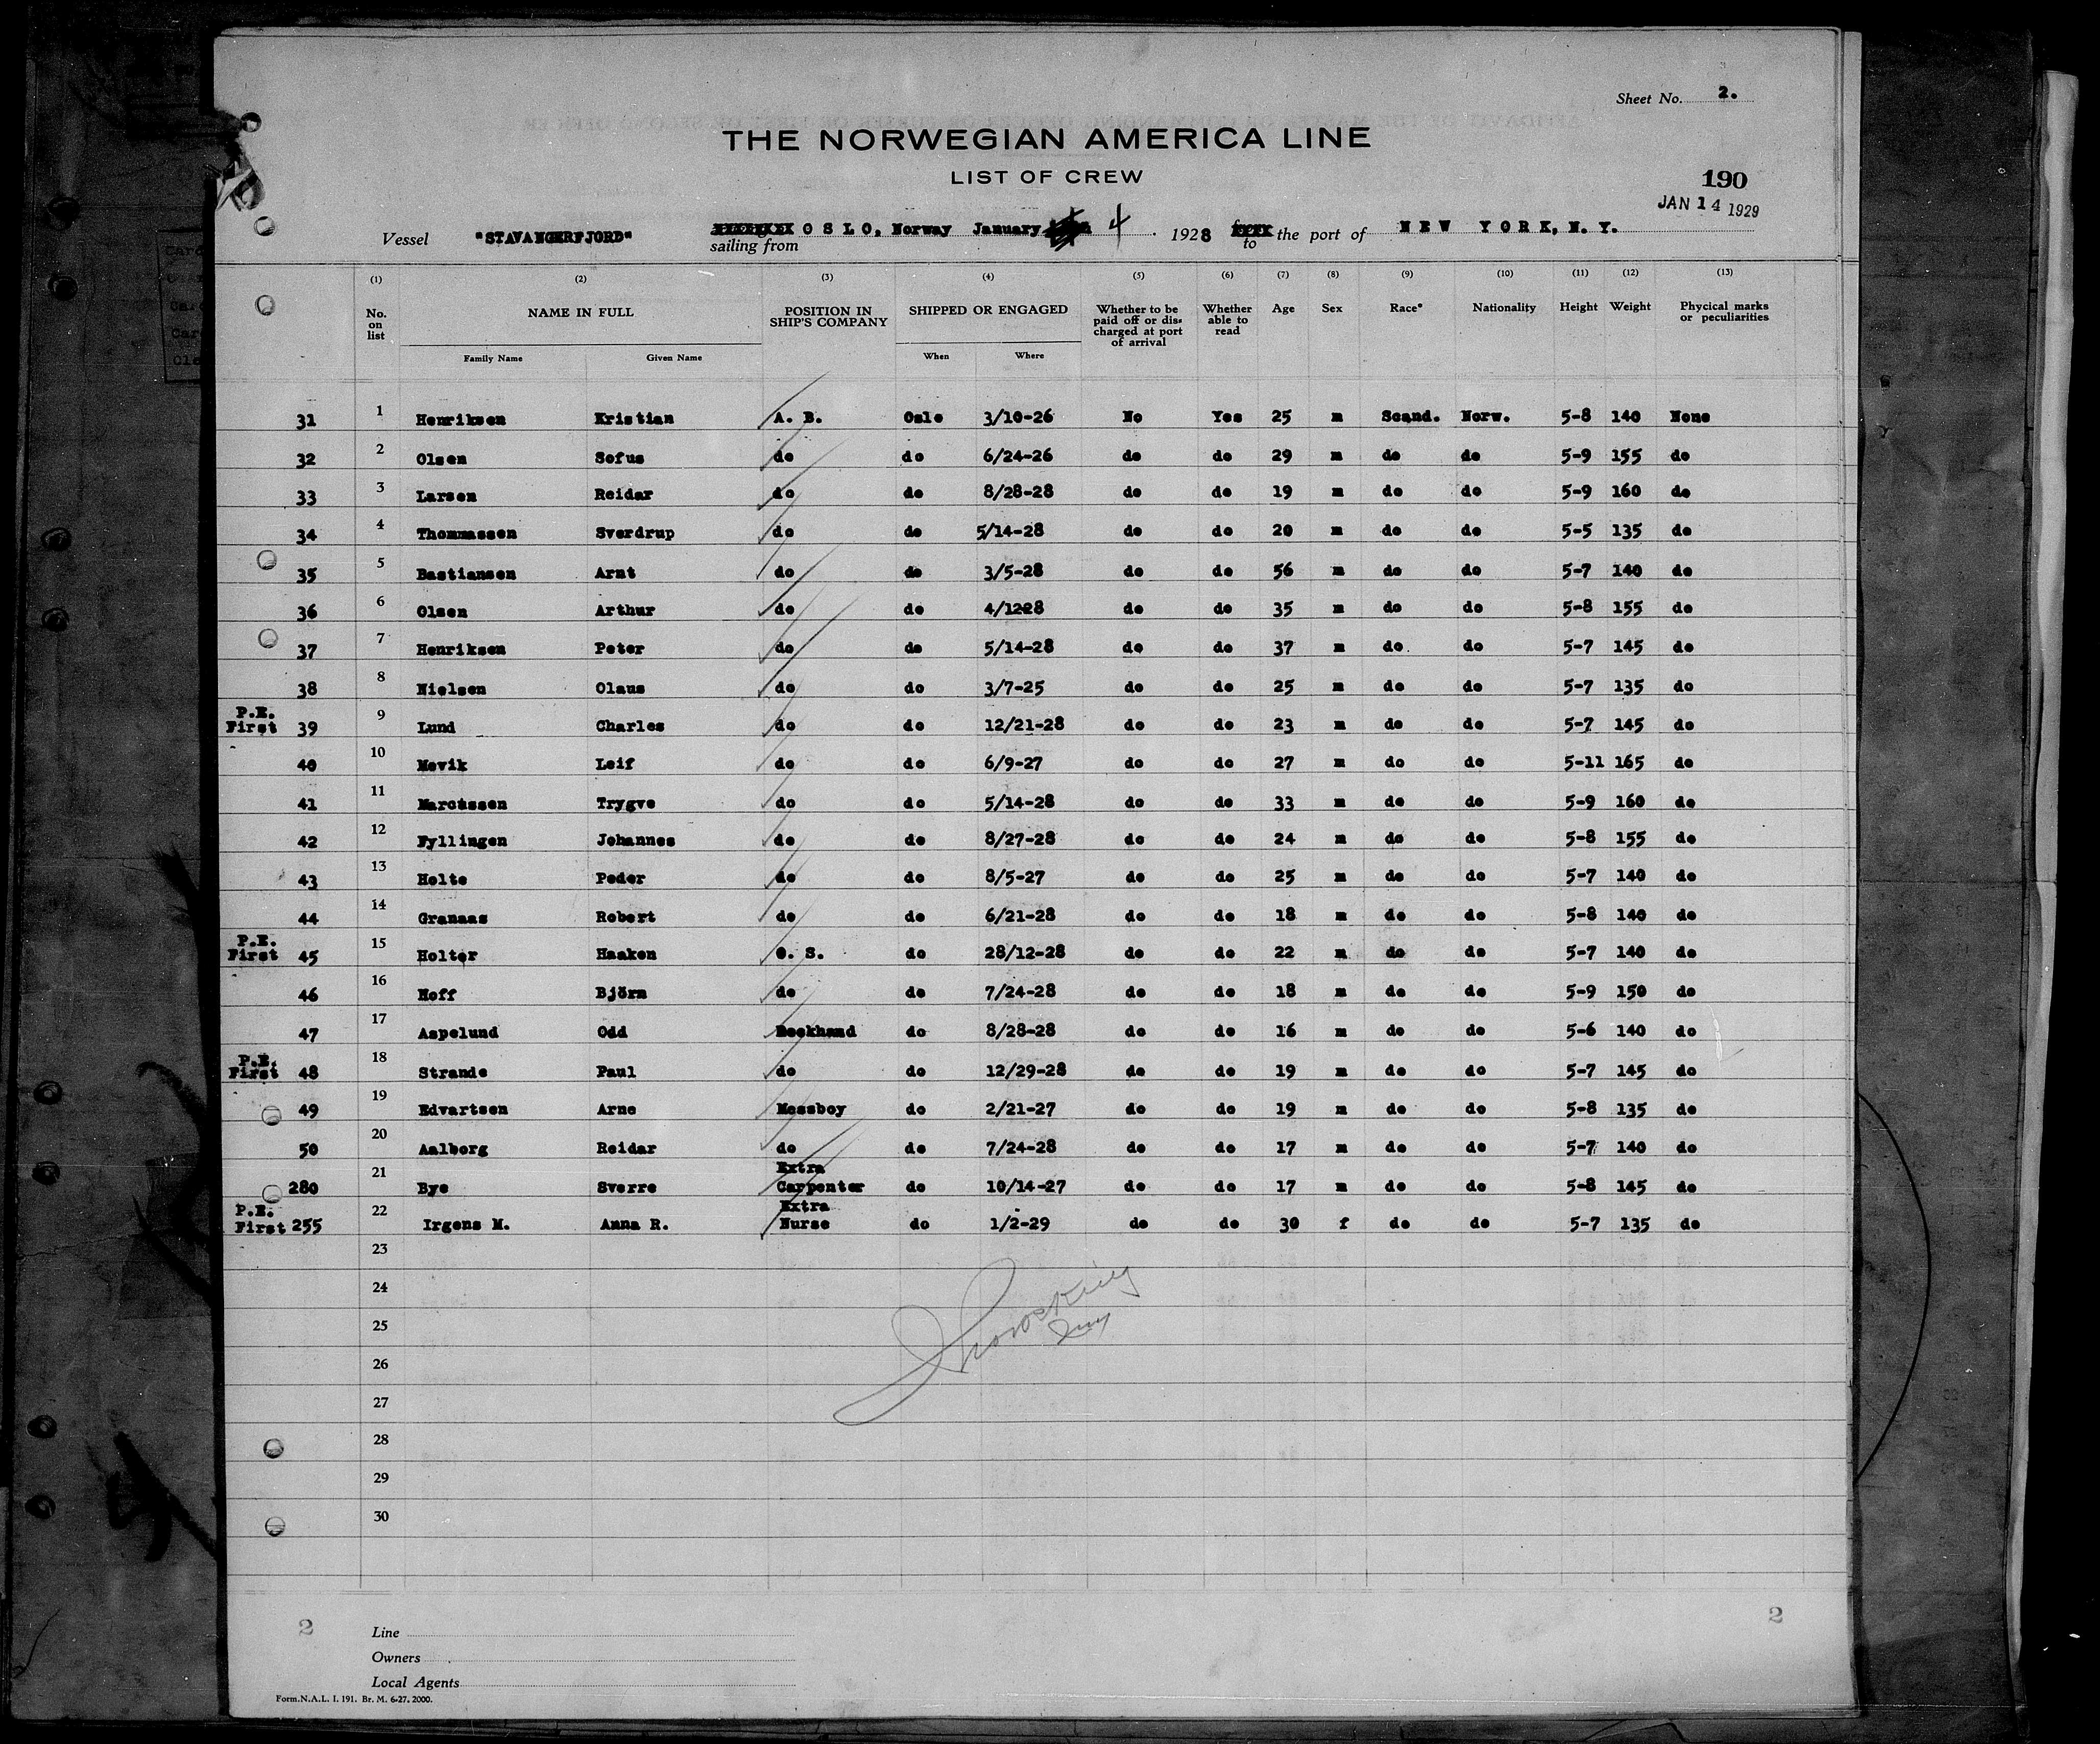 Sheet No. 2.
THE NORWEGIAN AMERICA LINE
LIST OF CREW
190
JAN 14 1929
Vessel "STAVANGERFJORD" sailing from O S L O, Norway January 4 . 1928 to the port of N E W Y O R K, N. Y.
(1) (2) (3) (4) (5) (6) (7) (8) (9) (10) (11) (12) (13)
No. on list NAME IN FULL POSITION IN SHIP'S COMPANY SHIPPED OR ENGAGED Whether to be paid off or discharged at port of arrival Whether able to read Age Sex Race* Nationality Height Weight Phycical marks or peculiarities
Family Name Given Name When Where
31 1 Henriksen Kristian A. B. Oslo 3/10-26 No Yes 25 m Scand. Norw. 5-8 140 None
32 2 Olsen Sofus do do 6/24-26 do do 29 m do do 5-9 155 do
33 3 Larsen Reidar do do 8/28-28 do do 19 m do do 5-9 160 do
34 4 Thommassen Sverdrup do do 5/14-28 do do 20 m do do 5-5 135 do
35 5 Bastiansen Arnt do do 3/5-28 do do 56 m do do 5-7 140 do
36 6 Olsen Arthur do do 4/1228 do do 35 m do do 5-8 155 do
37 7 Henriksen Peter do do 5/14-28 do do 37 m do do 5-7 145 do
38 8 Nielsen Olaus do do 3/7-25 do do 25 m do do 5-7 135 do
P.E. First 39 9 Lund Charles do do 12/21-28 do do 23 m do do 5-7 145 do
40 10 Mevik Leif do do 6/9-27 do do 27 m do do 5-11 165 do
41 11 Marcussen Trygve do do 5/14-28 do do 33 m do do 5-9 160 do
42 12 Fyllingen Johannes do do 8/27-28 do do 24 m do do 5-8 155 do
43 13 Holte Peder do do 8/5-27 do do 25 m do do 5-7 140 do
44 14 Granaas Robert do do 6/21-28 do do 18 m do do 5-8 140 do
P.E. First 45 15 Holter Haaken O. S. do 28/12-28 do do 22 m do do 5-7 140 do
46 16 Hoff Björn do do 7/24-28 do do 18 m do do 5-9 150 do
47 17 Aspelund Odd Deckhand do 8/28-28 do do 16 m do do 5-6 140 do
P.E. First 48 18 Strande Paul do do 12/29-28 do do 19 m do do 5-7 145 do
49 19 Edvartsen Arne Messboy do 2/21-27 do do 19 m do do 5-8 135 do
50 20 Aalborg Reidar do do 7/24-28 do do 17 m do do 5-7 140 do
280 21 Bye Sverre Extra Carpenter do 10/14-27 do do 17 m do do 5-8 145 do
P.E. First 255 22 Irgens M. Anna R. Extra Nurse do 1/2-29 do do 30 f do do 5-7 135 do
23
24
25
26
27
28
29
30
2 2
Line
Owners
Local Agents
Form.N.A.L. I. 191. Br. M. 6-27. 2000.